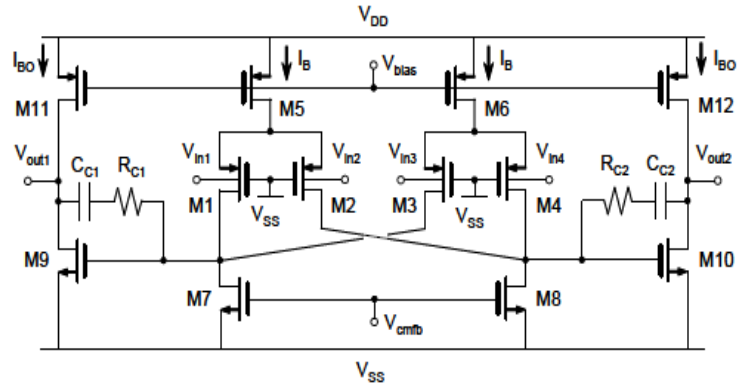 VDD
IBO IB Vbias IB IBO
M11 M5 M6 M12
Vout1 CC1 RC1 Vin1 Vin2 Vin3 Vin4 RC2 CC2 Vout2
M1 VSS M2 M3 VSS M4
M9 M10
M7 M8
Vcmfb
VSS